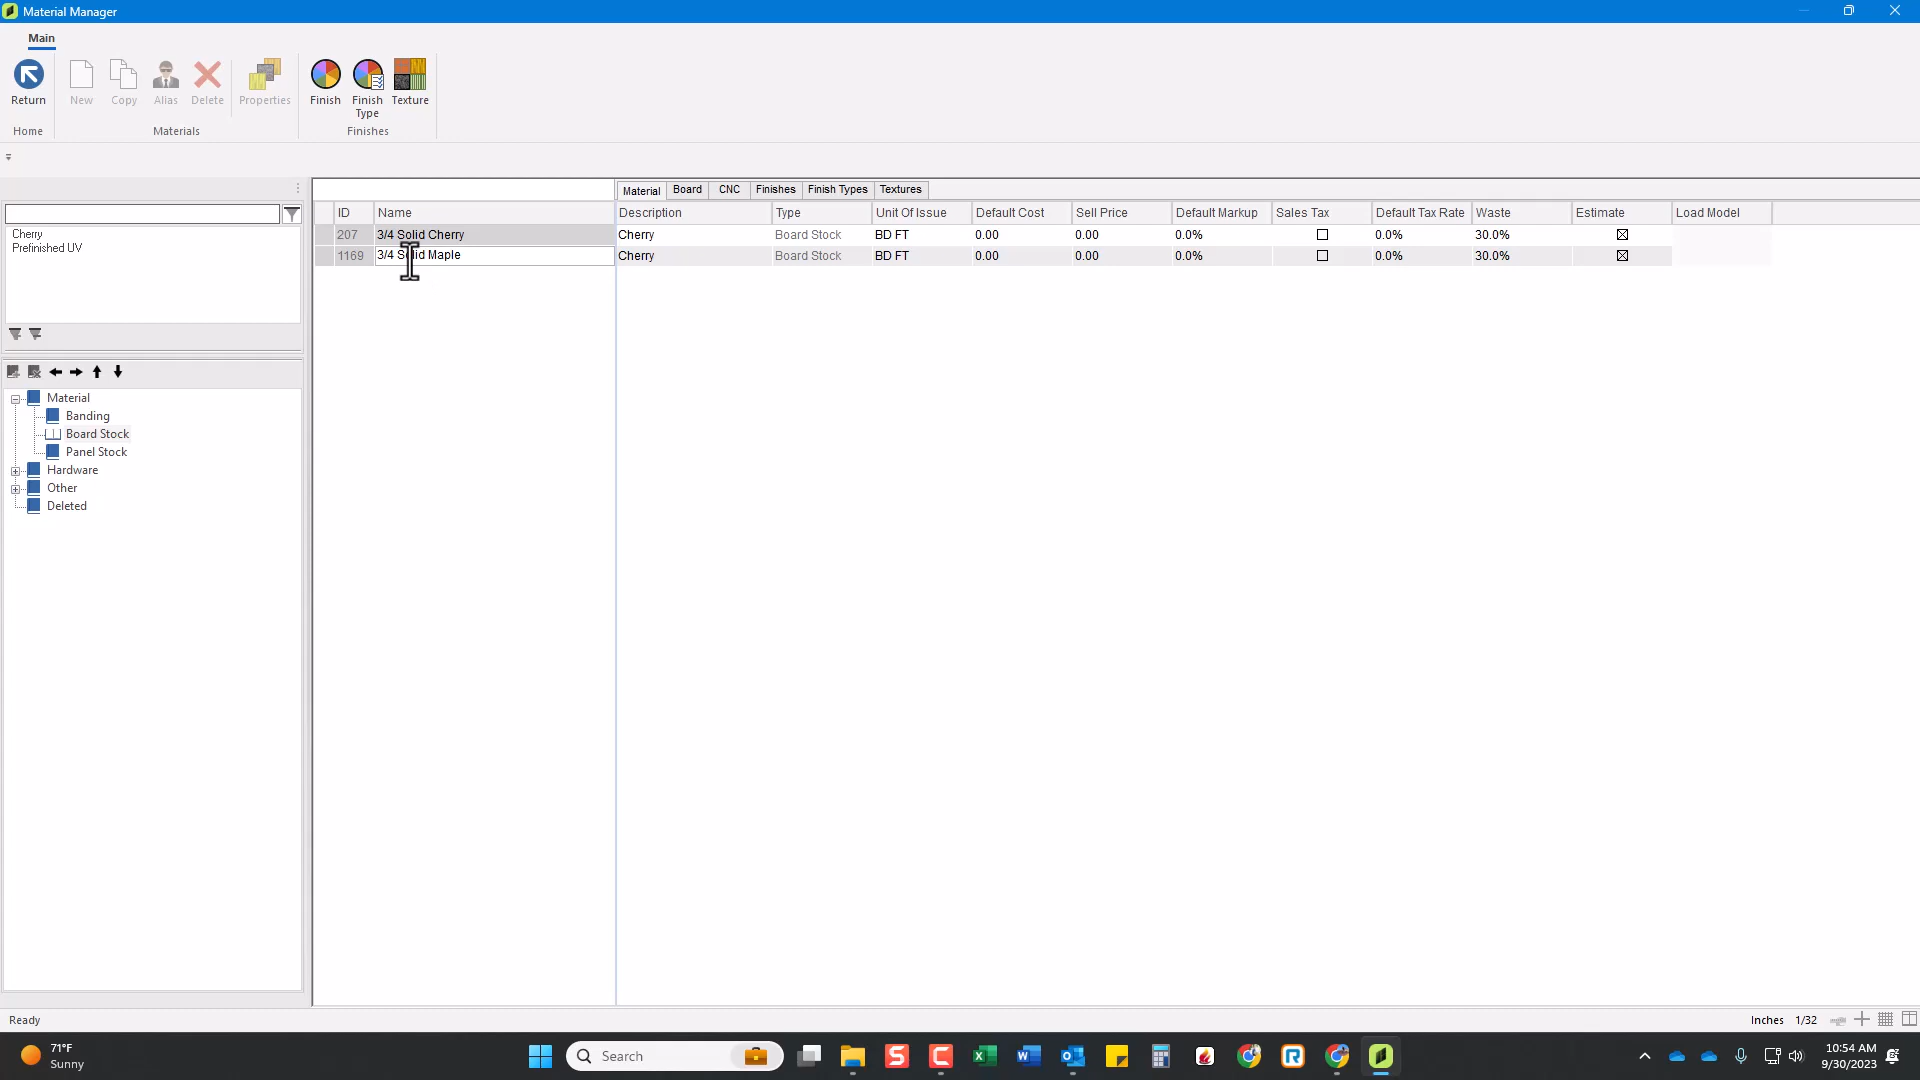 Material Manager
Main
Return
New
Copy
Alias
Delete
Properties
Finish
Finish Type
Texture
Home
Materials
Finishes
Cherry
Prefinished UV
Material
Banding
Board Stock
Panel Stock
Hardware
Other
Deleted
Material Board CNC Finishes Finish Types Textures
ID Name Description Type Unit Of Issue Default Cost Sell Price Default Markup Sales Tax Default Tax Rate Waste Estimate Load Model
207 3/4 Solid Cherry Cherry Board Stock BD FT 0.00 0.00 0.0% 0.0% 30.0%
1169 3/4 Solid Maple Cherry Board Stock BD FT 0.00 0.00 0.0% 0.0% 30.0%
Ready
Inches 1/32
71°F
Sunny
Search
10:54 AM
9/30/2023